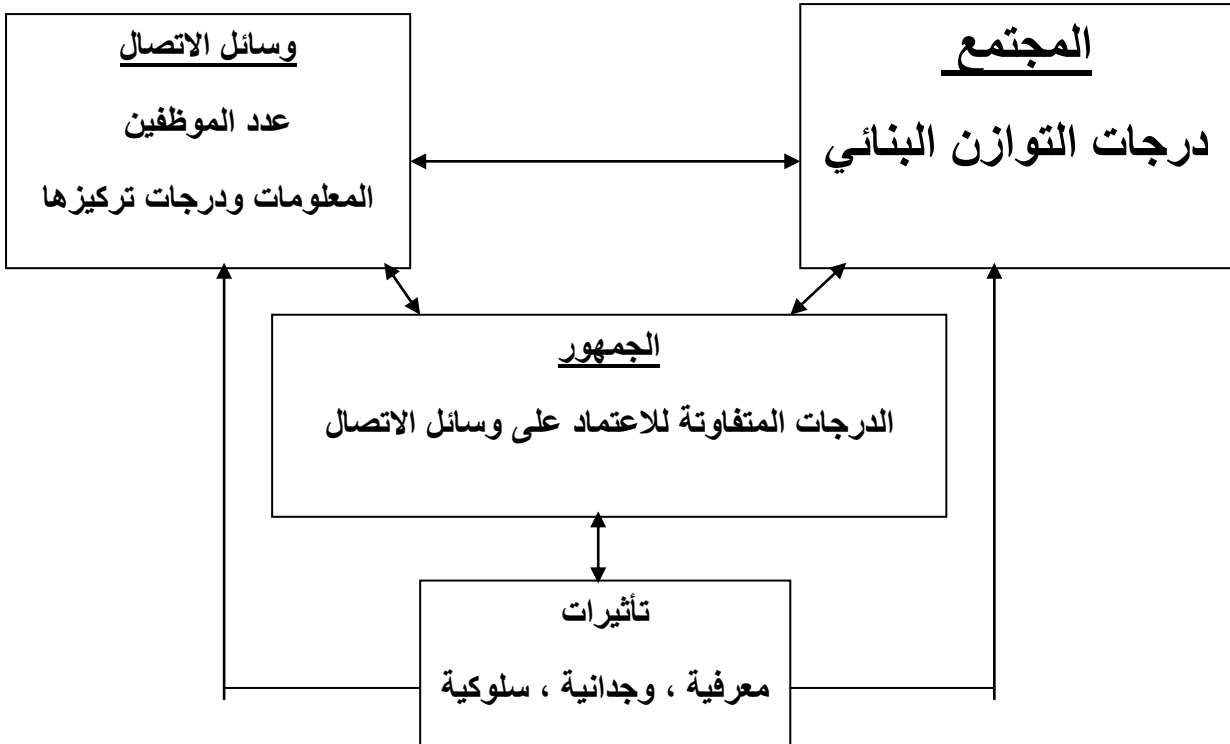 المجتمع
درجات التوازن البنائي
وسائل الاتصال
عدد الموظفين
المعلومات ودرجات تركيزها
الجمهور
الدرجات المتفاوتة للاعتماد على وسائل الاتصال
تأثيرات
معرفية ، وجدانية ، سلوكية